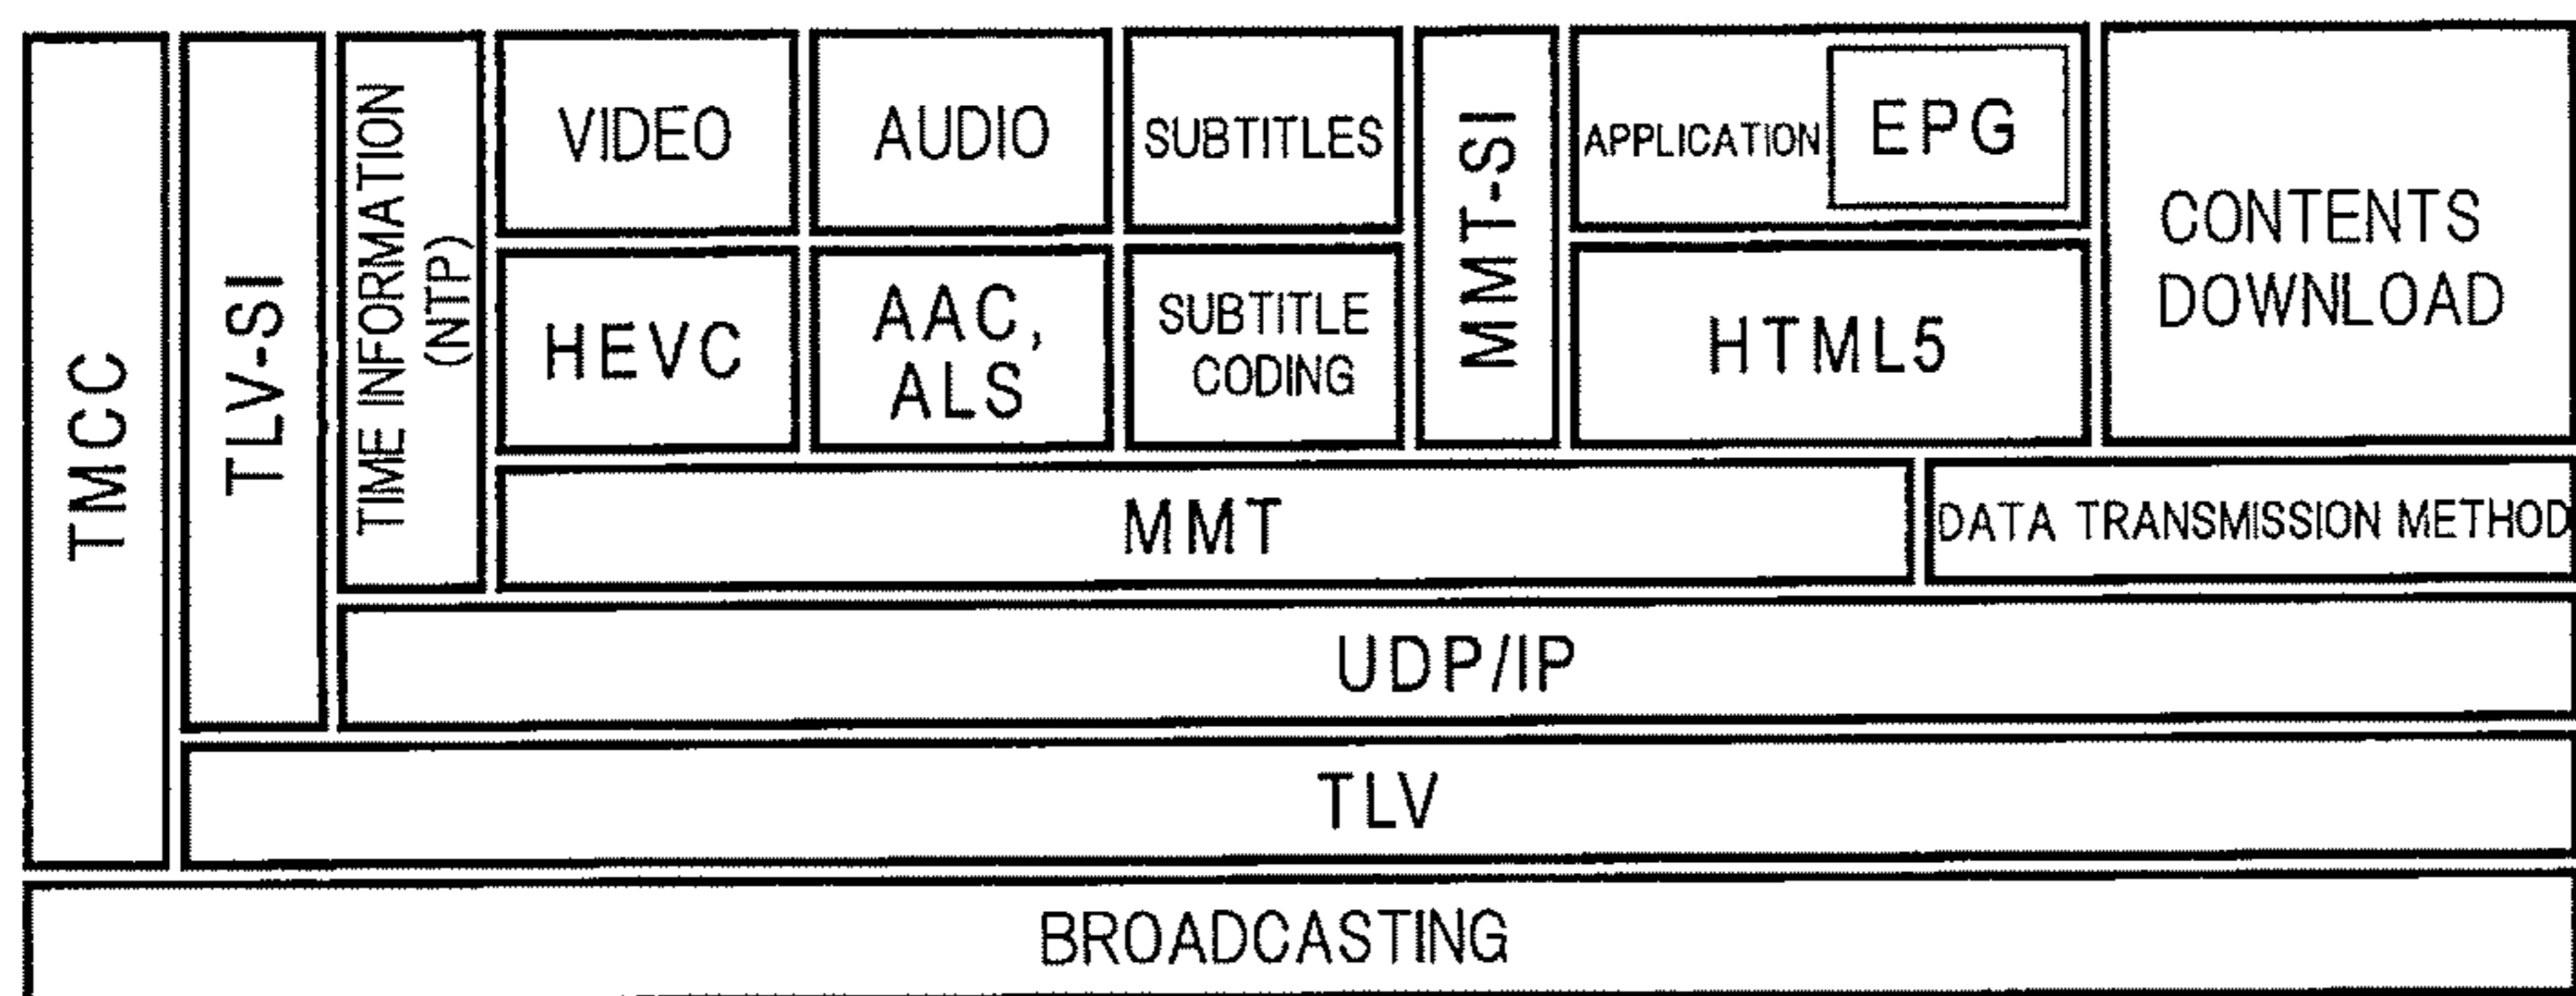 TMCC
TLV-SI
TIME INFORMATION
(NTP)
VIDEO
AUDIO
SUBTITLES
MMT-SI
APPLICATION
EPG
CONTENTS
DOWNLOAD
HEVC
AAC,
ALS
SUBTITLE
CODING
HTML5
MMT
DATA TRANSMISSION METHOD
UDP/IP
TLV
BROADCASTING